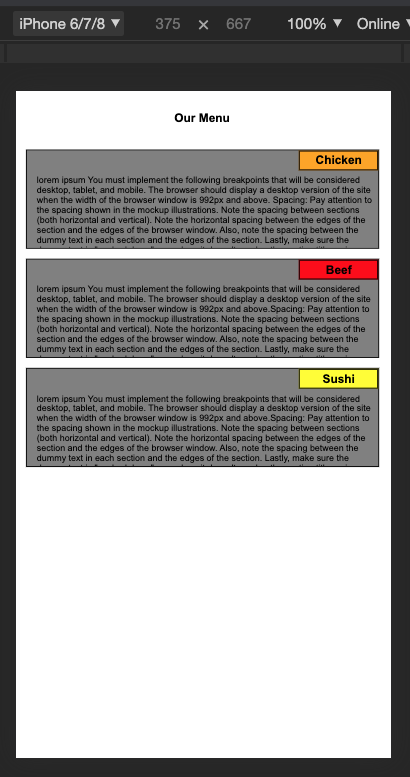 iPhone 6/7/8 ▼ 375 × 667 100% ▼ Online ▼
Our Menu
Chicken
lorem ipsum You must implement the following breakpoints that will be considered
desktop, tablet, and mobile. The browser should display a desktop version of the site
when the width of the browser window is 992px and above. Spacing: Pay attention to
the spacing shown in the mockup illustrations. Note the spacing between sections
(both horizontal and vertical). Note the horizontal spacing between the edges of the
section and the edges of the browser window. Also, note the spacing between the
dummy text in each section and the edges of the section. Lastly, make sure the
Beef
lorem ipsum You must implement the following breakpoints that will be considered
desktop, tablet, and mobile. The browser should display a desktop version of the site
when the width of the browser window is 992px and above.Spacing: Pay attention to
the spacing shown in the mockup illustrations. Note the spacing between sections
(both horizontal and vertical). Note the horizontal spacing between the edges of the
section and the edges of the browser window. Also, note the spacing between the
dummy text in each section and the edges of the section. Lastly, make sure the
Sushi
lorem ipsum You must implement the following breakpoints that will be considered
desktop, tablet, and mobile. The browser should display a desktop version of the site
when the width of the browser window is 992px and above.Spacing: Pay attention to
the spacing shown in the mockup illustrations. Note the spacing between sections
(both horizontal and vertical). Note the horizontal spacing between the edges of the
section and the edges of the browser window. Also, note the spacing between the
dummy text in each section and the edges of the section. Lastly, make sure the